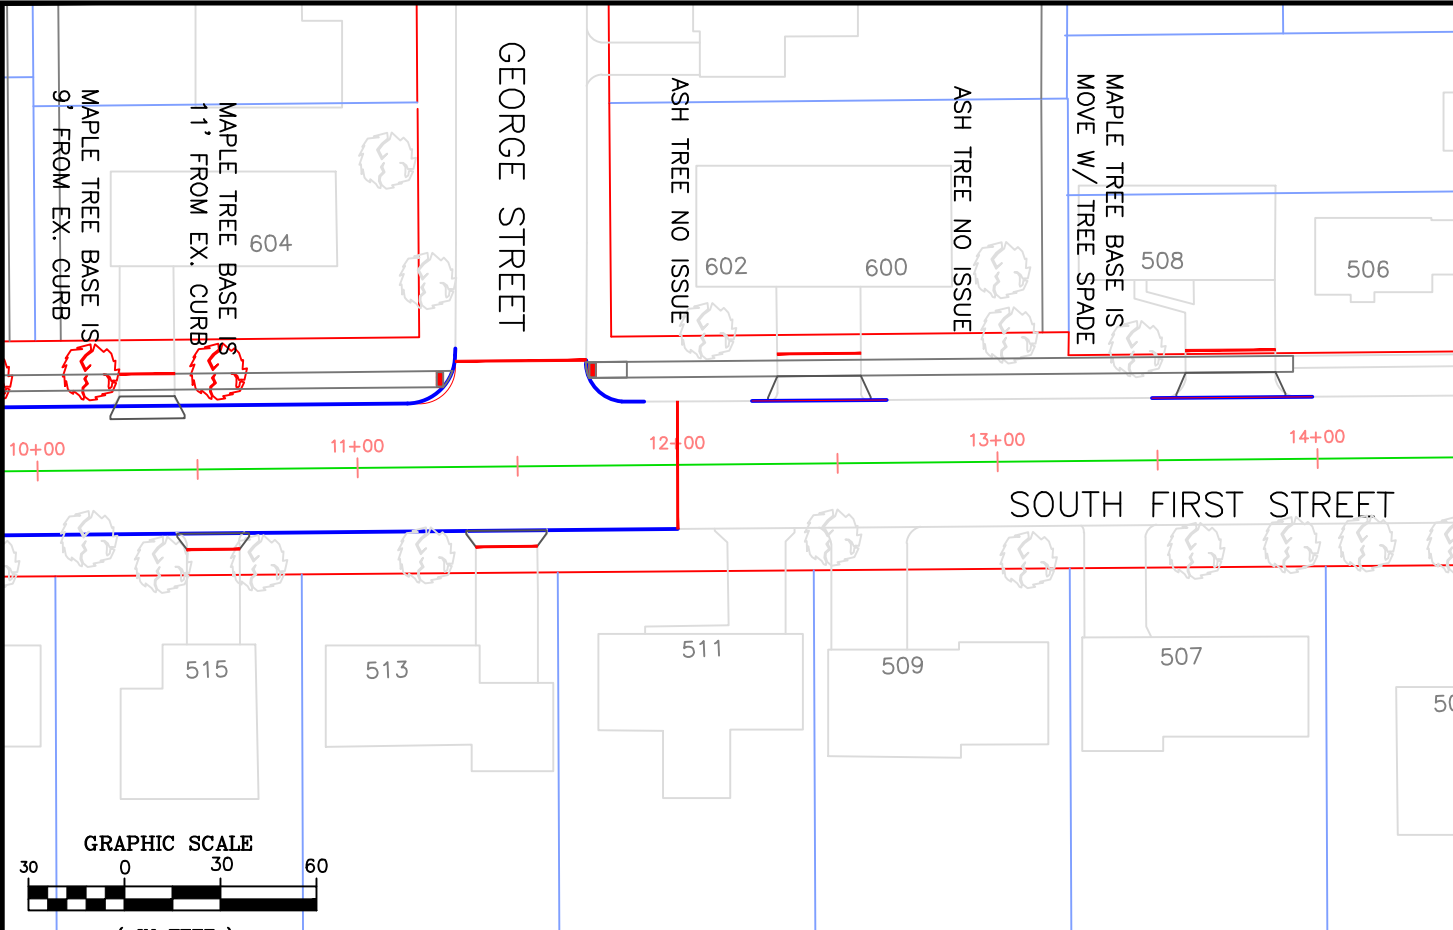 GEORGE STREET
MAPLE TREE BASE IS
9' FROM EX. CURB
MAPLE TREE BASE IS
11' FROM EX. CURB
ASH TREE NO ISSUE
ASH TREE NO ISSUE
MAPLE TREE BASE IS
MOVE W/ TREE SPADE
604
602
600
508
506
10+00
11+00
12+00
13+00
14+00
SOUTH FIRST STREET
515
513
511
509
507
GRAPHIC SCALE
30 0 30 60